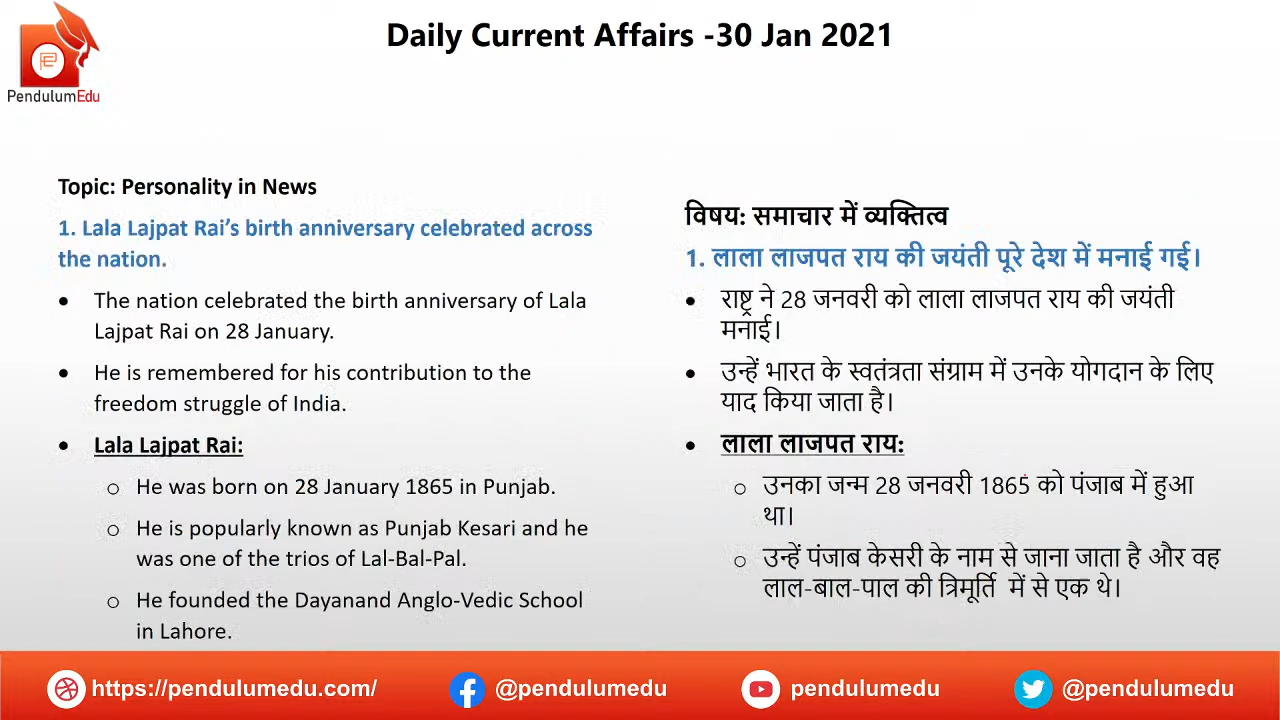 Daily Current Affairs -30 Jan 2021
PendulumEdu
Topic: Personality in News
1. Lala Lajpat Rai’s birth anniversary celebrated across
the nation.
• The nation celebrated the birth anniversary of Lala
Lajpat Rai on 28 January.
• He is remembered for his contribution to the
freedom struggle of India.
• Lala Lajpat Rai:
o He was born on 28 January 1865 in Punjab.
o He is popularly known as Punjab Kesari and he
was one of the trios of Lal-Bal-Pal.
o He founded the Dayanand Anglo-Vedic School
in Lahore.
विषय: समाचार में व्यक्तित्व
1. लाला लाजपत राय की जयंती पूरे देश में मनाई गई।
• राष्ट्र ने 28 जनवरी को लाला लाजपत राय की जयंती
मनाई।
• उन्हें भारत के स्वतंत्रता संग्राम में उनके योगदान के लिए
याद किया जाता है।
• लाला लाजपत राय:
o उनका जन्म 28 जनवरी 1865 को पंजाब में हुआ
था।
o उन्हें पंजाब केसरी के नाम से जाना जाता है और वह
लाल-बाल-पाल की त्रिमूर्ति में से एक थे।
https://pendulumedu.com/
@pendulumedu
pendulumedu
@pendulumedu